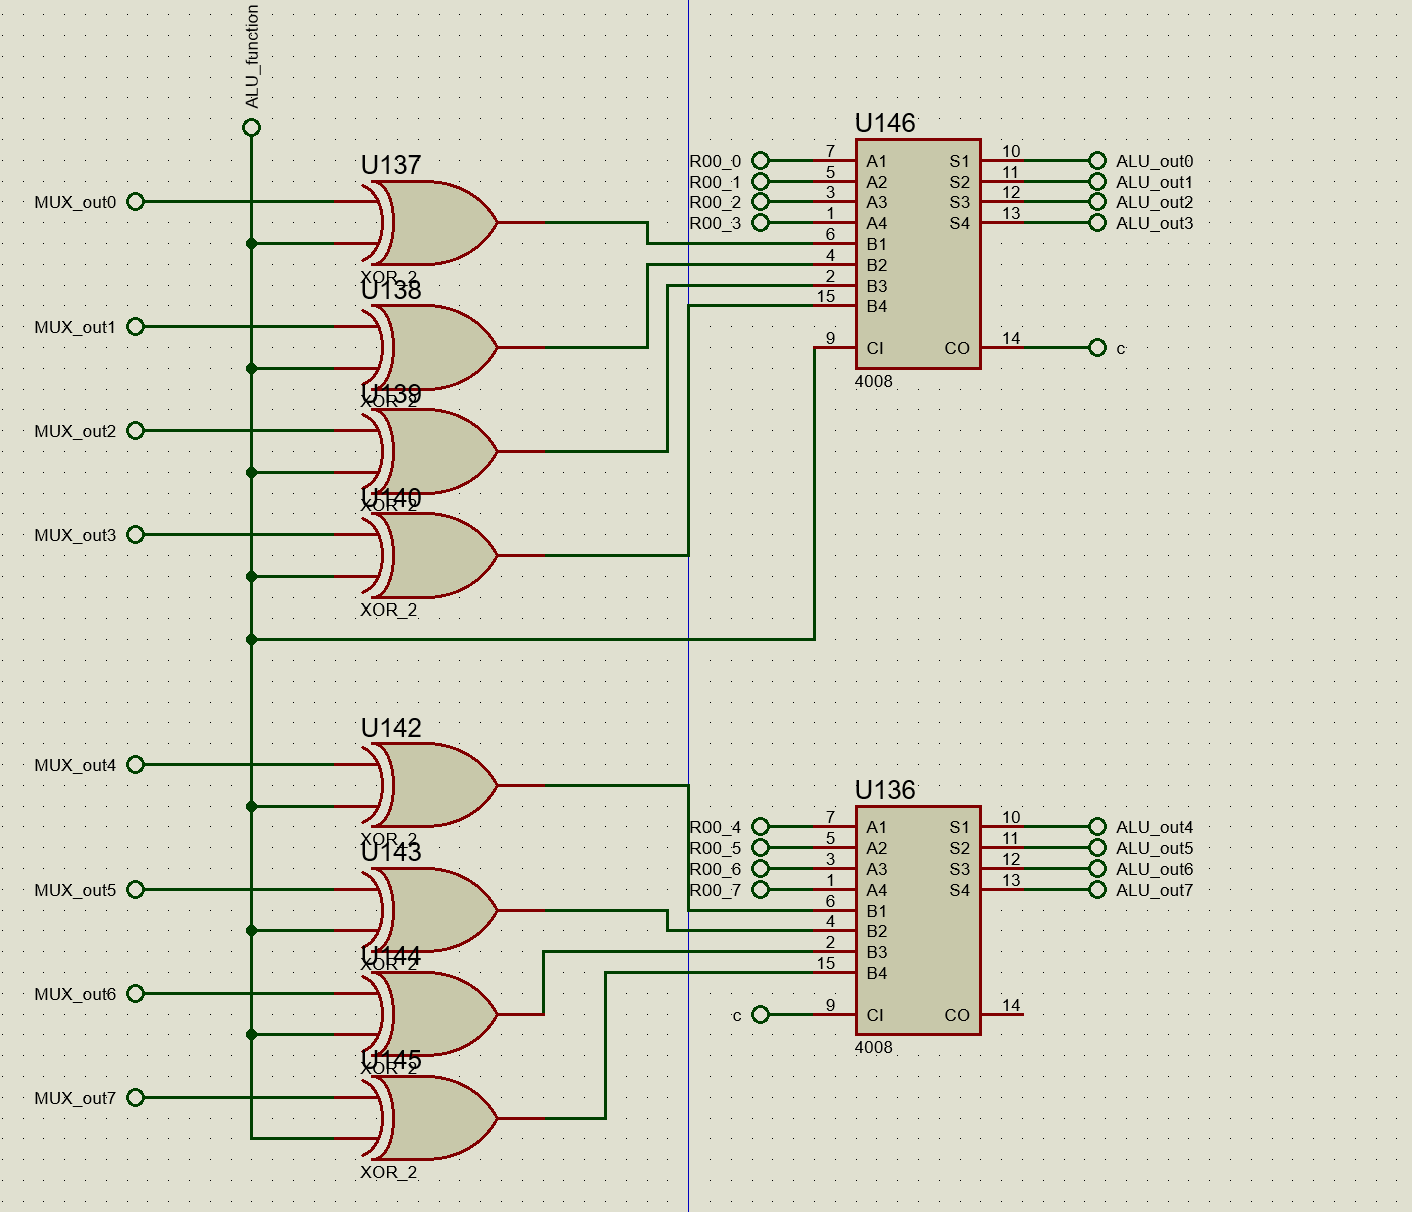 ALU_function
U137
MUX_out0
XOR_2
U138
MUX_out1
XOR_2
U139
MUX_out2
XOR_2
U140
MUX_out3
XOR_2
U146
R00_0 7 A1 S1 10 ALU_out0
R00_1 5 A2 S2 11 ALU_out1
R00_2 3 A3 S3 12 ALU_out2
R00_3 1 A4 S4 13 ALU_out3
6 B1
4 B2
2 B3
15 B4
9 CI CO 14 c
4008
U142
MUX_out4
XOR_2
U143
MUX_out5
XOR_2
U144
MUX_out6
XOR_2
U145
MUX_out7
XOR_2
U136
R00_4 7 A1 S1 10 ALU_out4
R00_5 5 A2 S2 11 ALU_out5
R00_6 3 A3 S3 12 ALU_out6
R00_7 1 A4 S4 13 ALU_out7
6 B1
4 B2
2 B3
15 B4
c 9 CI CO 14
4008